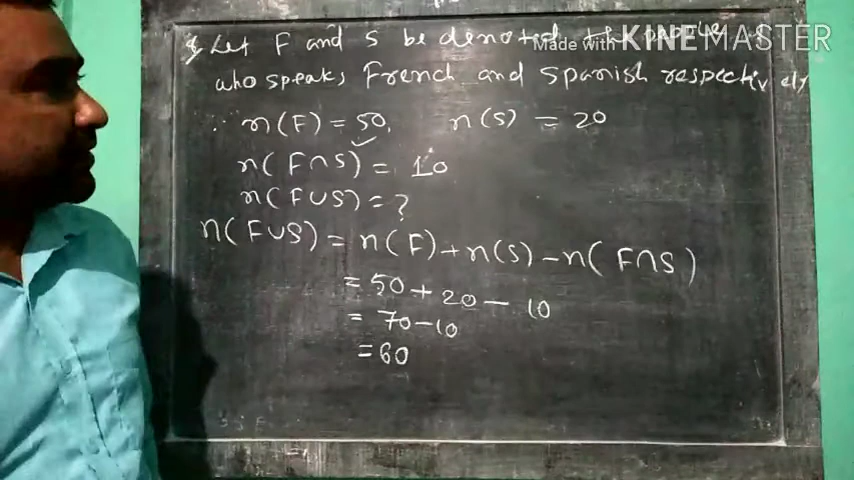 Let F and S be denoted the people
Made with KINEMASTER
who speaks French and Spanish respectively
∵ n(F) = 50, n(S) = 20
n(F∩S) = 10
n(F∪S) = ?
n(F∪S) = n(F) + n(S) - n(F∩S)
= 50 + 20 - 10
= 70 - 10
= 60